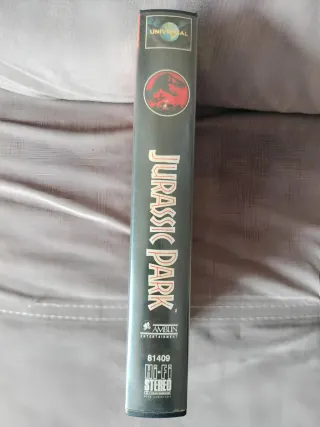 UNIVERSAL
JURASSIC PARK
AMBLIN
ENTERTAINMENT
81409
Hi-Fi
STEREO